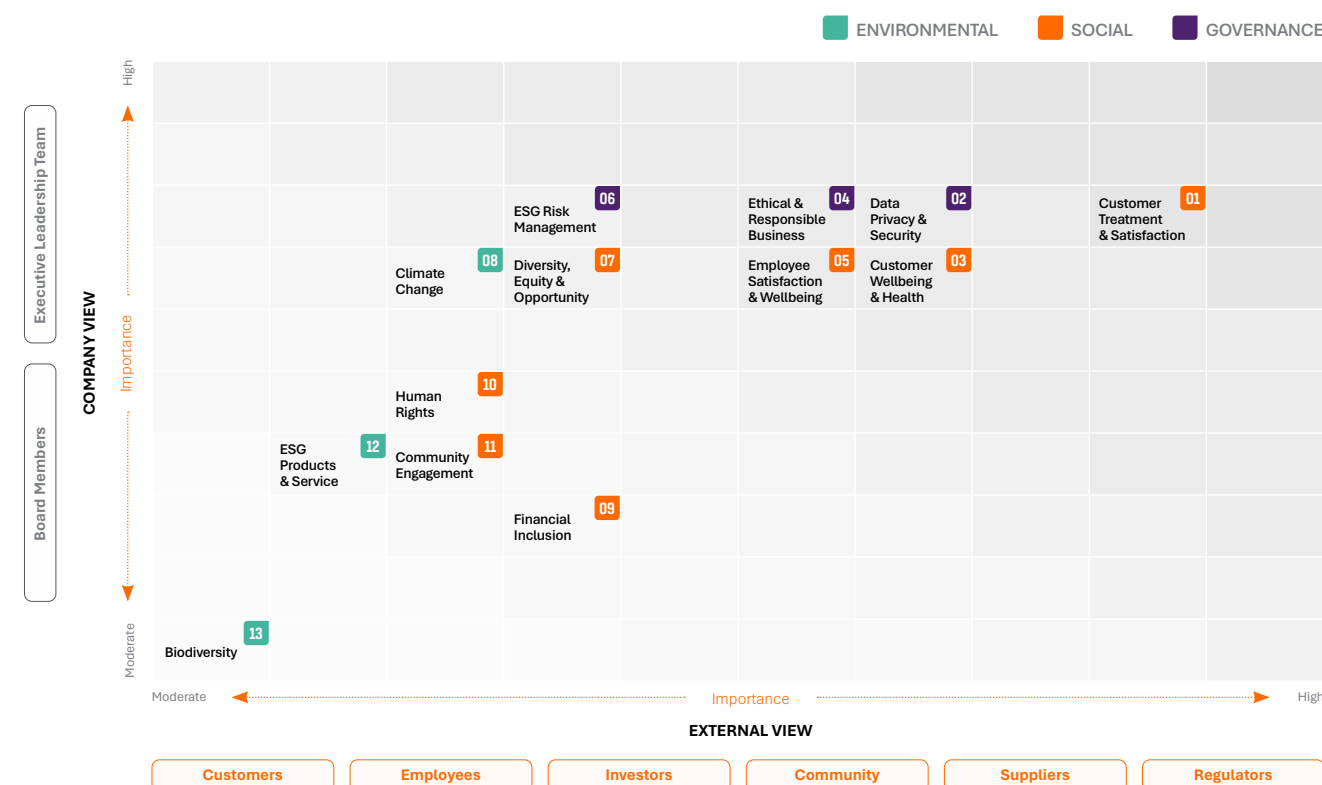 ENVIRONMENTAL
SOCIAL
GOVERNANCE
High
Executive Leadership Team
Board Members
COMPANY VIEW
Importance
Moderate
06
ESG Risk
Management
04
Ethical &
Responsible
Business
02
Data
Privacy &
Security
01
Customer
Treatment
& Satisfaction
08
Climate
Change
07
Diversity,
Equity &
Opportunity
05
Employee
Satisfaction
& Wellbeing
03
Customer
Wellbeing
& Health
10
Human
Rights
12
ESG
Products
& Service
11
Community
Engagement
09
Financial
Inclusion
13
Biodiversity
Moderate
Importance
High
EXTERNAL VIEW
Customers
Employees
Investors
Community
Suppliers
Regulators